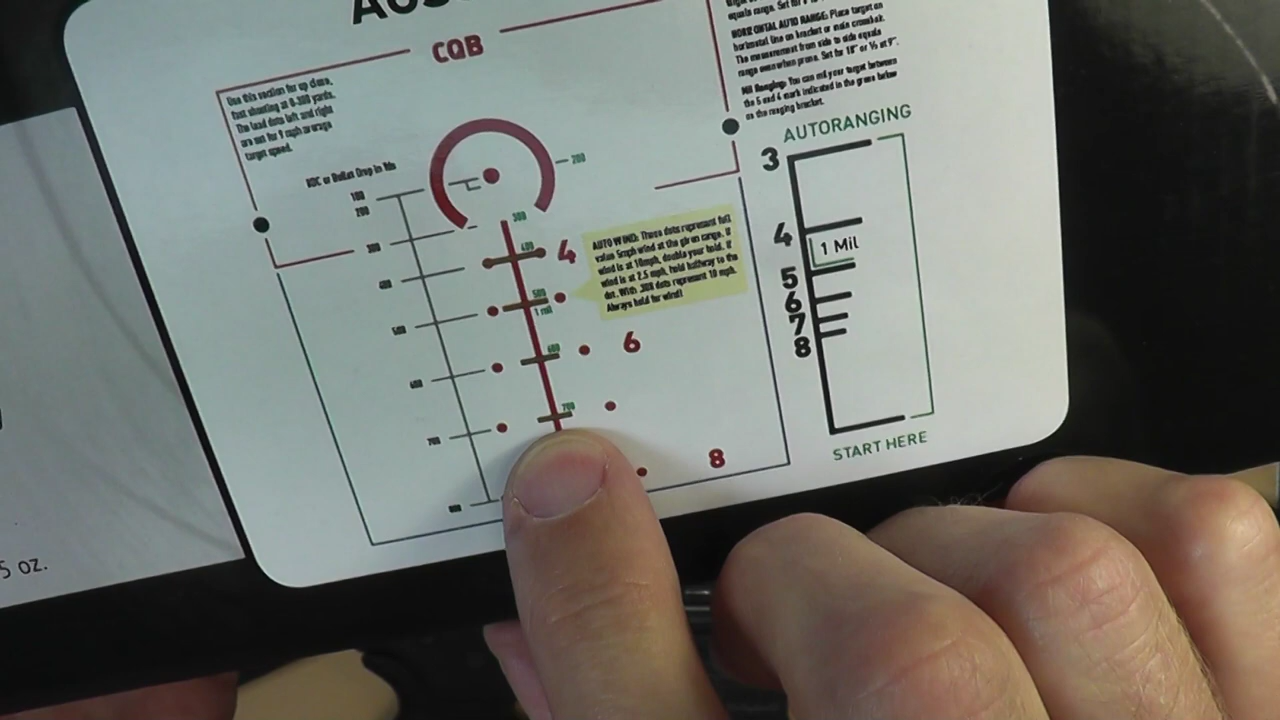 CQB
Use this section for up close,
fast shooting at 0-300 yards.
The lead dots left and right
are set for 9 mph average
target speed.
BDC or Bullet Drop in Yds
100
200
300
400
500
600
700
200
300
400
500
1 mil
600
700
4
6
8
AUTO WIND: These dots represent full
value 5mph wind at the given range. If
wind is at 10mph, double your hold. If
wind is at 2.5 mph, hold halfway to the
dot. With .308 dots represent 10 mph.
Always hold for wind!
equals range. Set for
HORIZONTAL AUTO RANGE: Place target on
horizontal line on bracket or main crosshair.
The measurement from side to side equals
range even when prone. Set for 18" or ½ at 9".
Mil Ranging: You can mil your target between
the 5 and 4 mark indicated in the green below
on the ranging bracket.
AUTORANGING
3
4
1 Mil
5
6
7
8
START HERE
5 OZ.